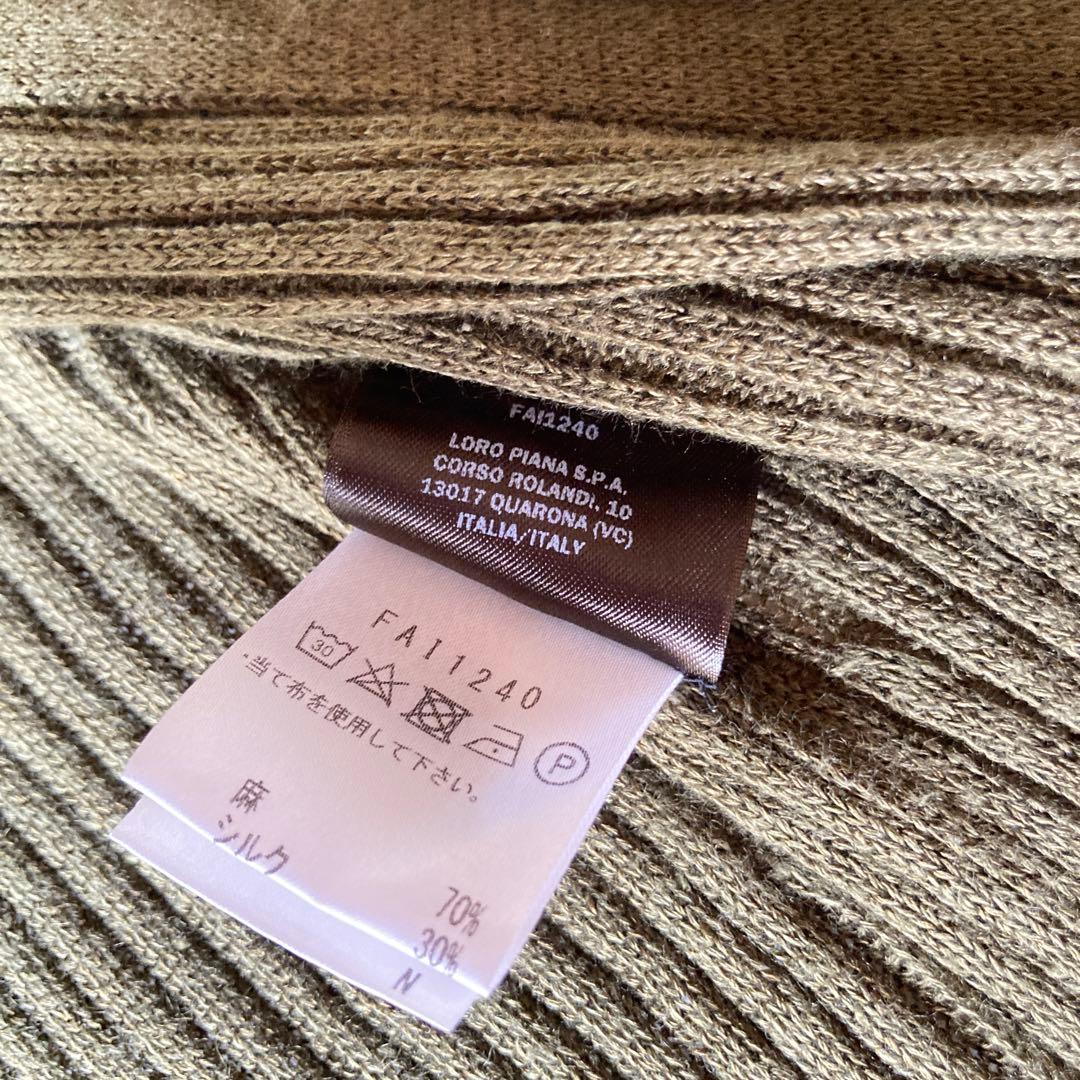 FAI1240
LORO PIANA S.P.A.
CORSO ROLANDI, 10
13017 QUARONA (VC)
ITALIA/ITALY
FAI1240
30
P
・当て布を使用して下さい。
麻 70%
シルク 30%
N